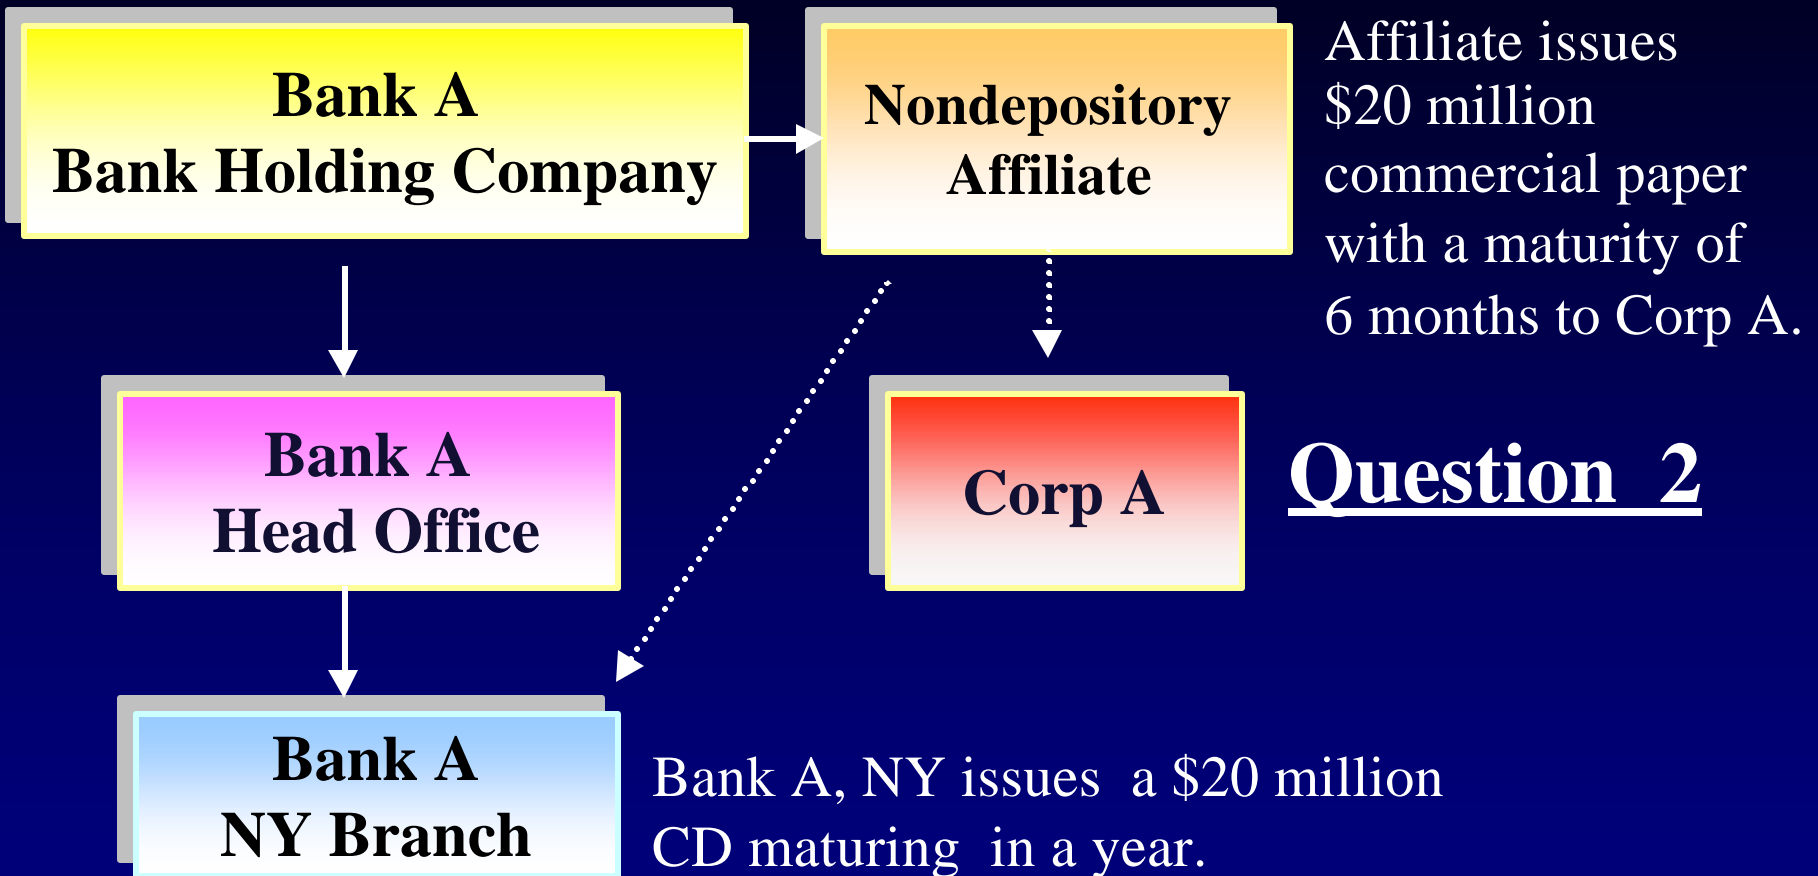 Bank A
Bank Holding Company
Nondepository
Affiliate
Affiliate issues
$20 million
commercial paper
with a maturity of
6 months to Corp A.
Bank A
Head Office
Corp A
Question 2
Bank A
NY Branch
Bank A, NY issues a $20 million
CD maturing in a year.